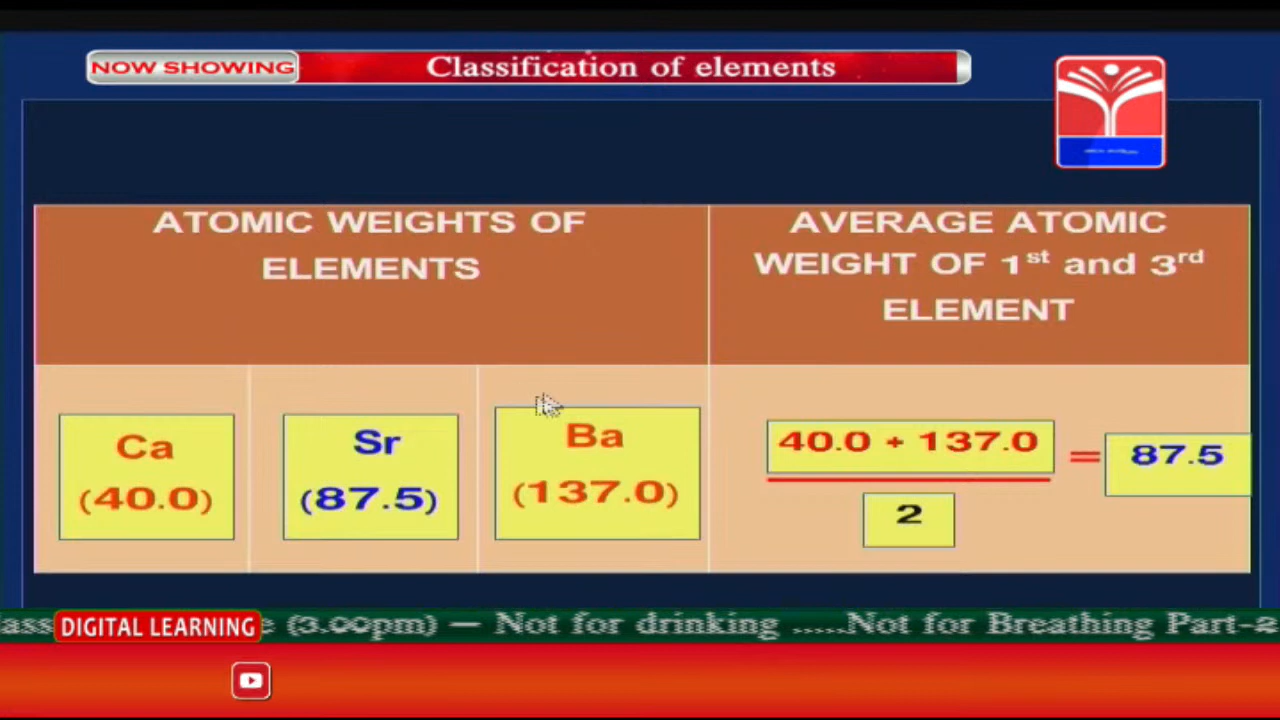 NOW SHOWING
Classification of elements
ATOMIC WEIGHTS OF
ELEMENTS
AVERAGE ATOMIC
WEIGHT OF 1st and 3rd
ELEMENT
Ca
(40.0)
Sr
(87.5)
Ba
(137.0)
40.0 + 137.0
2
= 87.5
DIGITAL LEARNING
(3.00pm) – Not for drinking .....Not for Breathing Part-2